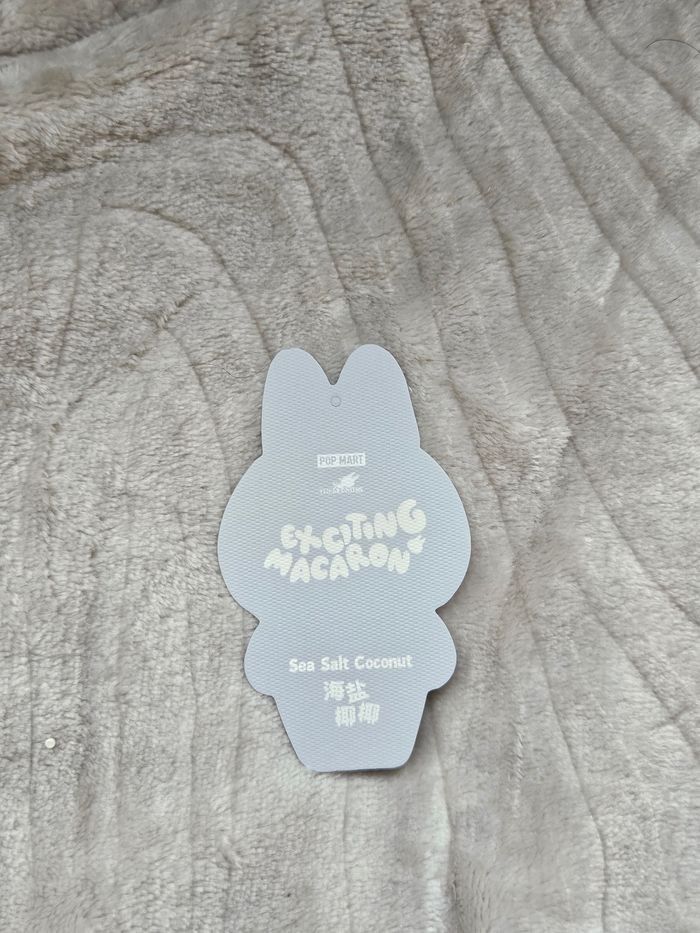 POP MART
EXCITING
MACARON
Sea Salt Coconut
海盐
椰椰